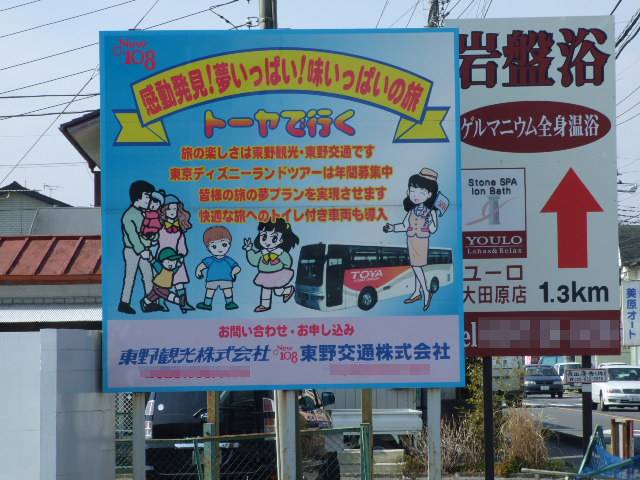 New
108
感動発見!夢いっぱい!味いっぱいの旅
トーヤで行く
旅の楽しさは東野観光・東野交通です
東京ディズニーランドツアーは年間募集中
皆様の旅の夢プランを実現させます
快適な旅へのトイレ付き車両も導入
TOYA
お問い合わせ・お申し込み
東野観光株式会社 New 108 東野交通株式会社
岩盤浴
ゲルマニウム全身温浴
Stone SPA
Ion Bath
YOULO
Lohas&Relax
ユーロ
大田原店 1.3km
Tel
美原オート